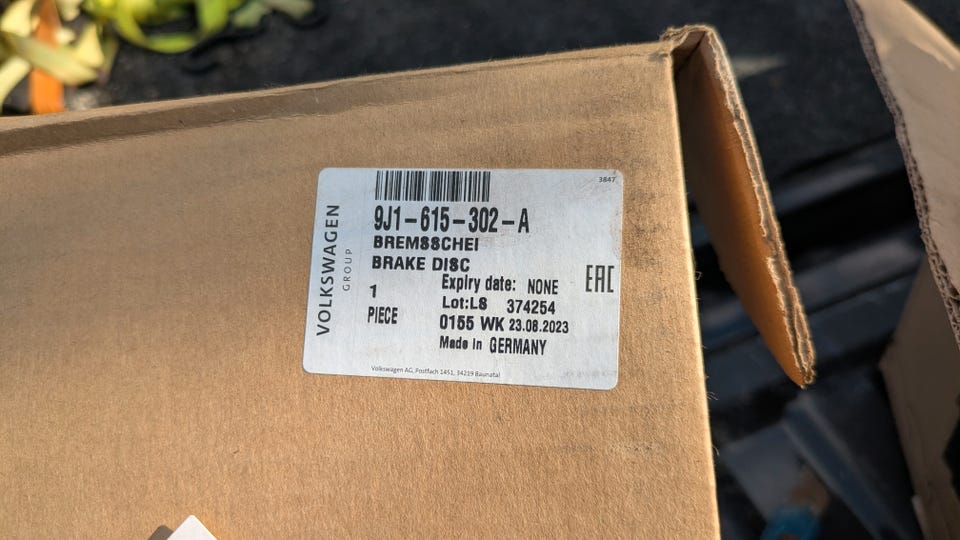 3847
VOLKSWAGEN
GROUP
9J1-615-302-A
BREMSSCHEI
BRAKE DISC
1
PIECE
Expiry date: NONE
Lot:LS 374254
0155 WK 23.08.2023
Made in GERMANY
EAC
Volkswagen AG, Postfach 1451, 34219 Baunatal